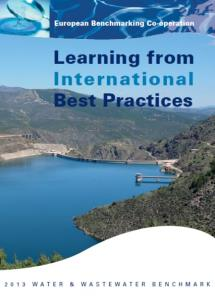 European Benchmarking Co-operation
Learning from
International
Best Practices
2013 WATER & WASTEWATER BENCHMARK